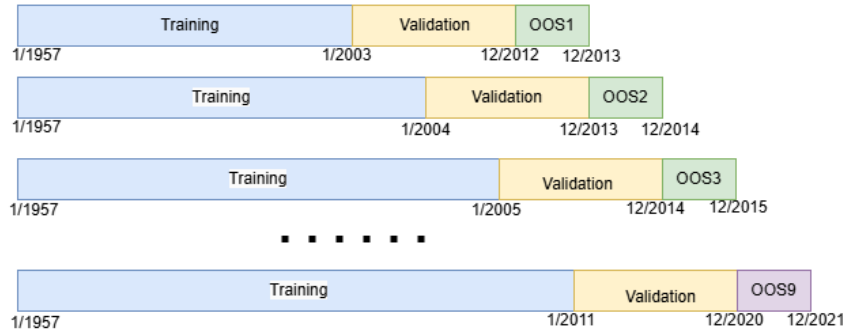 Training Validation OOS1
1/1957 1/2003 12/2012 12/2013
Training Validation OOS2
1/1957 1/2004 12/2013 12/2014
Training Validation OOS3
1/1957 1/2005 12/2014 12/2015
. . . . . .
Training Validation OOS9
1/1957 1/2011 12/2020 12/2021